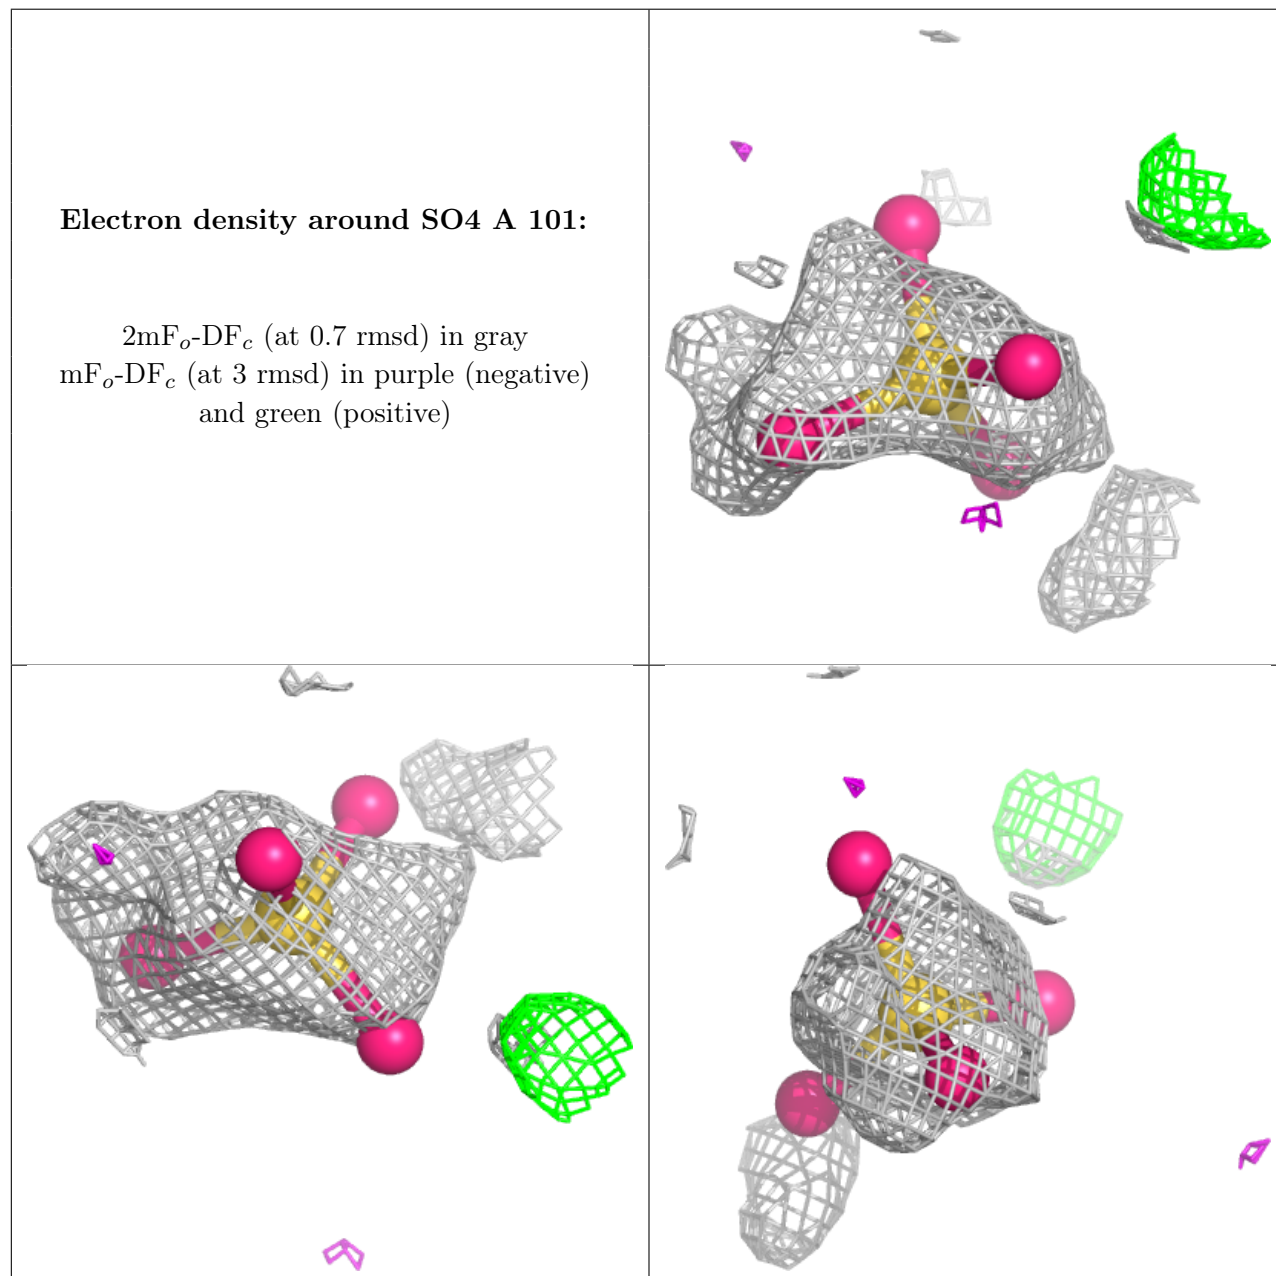 Electron density around SO4 A 101:
2mFo-DFc (at 0.7 rmsd) in gray
mFo-DFc (at 3 rmsd) in purple (negative)
and green (positive)